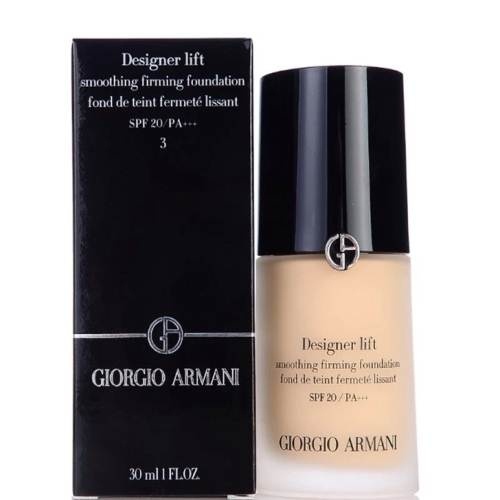 Designer lift
smoothing firming foundation
fond de teint fermeté lissant
SPF 20/PA+++
3
GIORGIO ARMANI
30 ml 1 FL.OZ.
Designer lift
smoothing firming foundation
fond de teint fermeté lissant
SPF 20 / PA+++
GIORGIO ARMANI